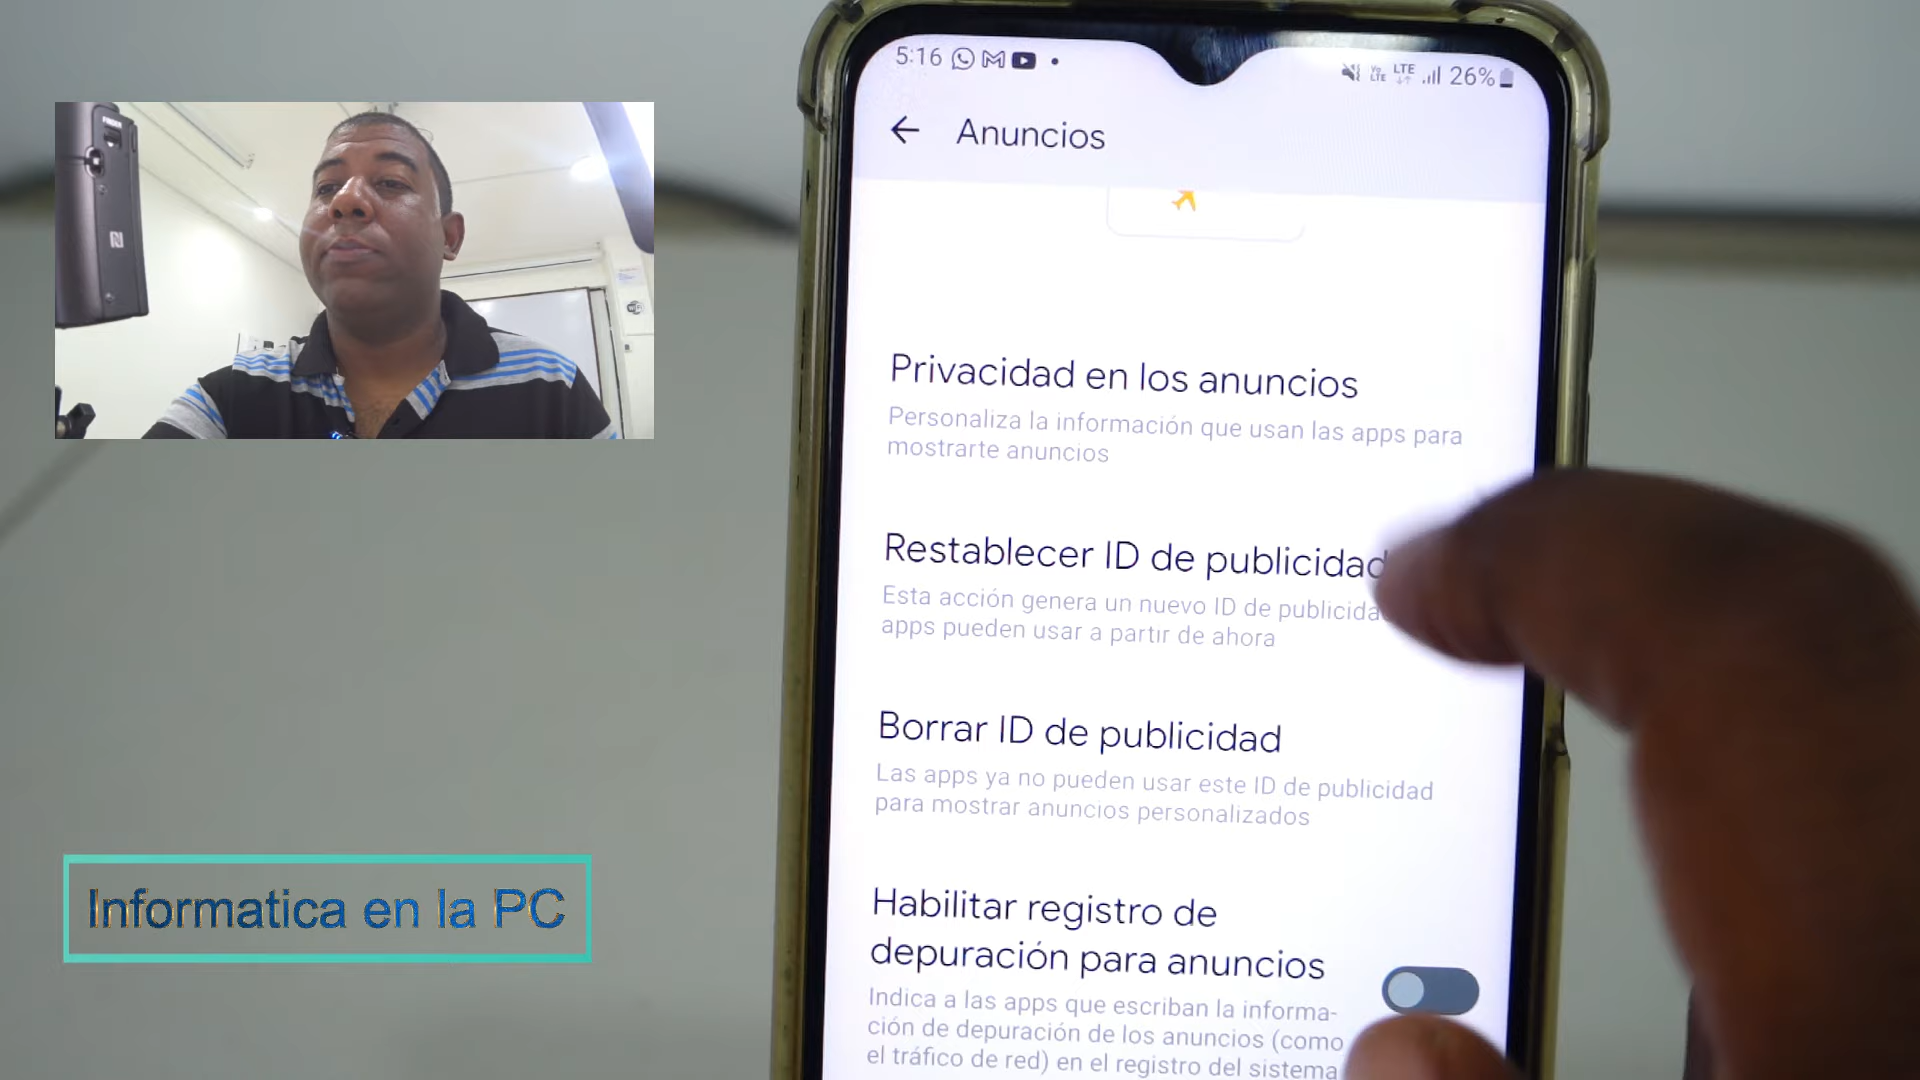 5:16
LTE 26%
Anuncios
Privacidad en los anuncios
Personaliza la información que usan las apps para
mostrarte anuncios
Restablecer ID de publicidad
Esta acción genera un nuevo ID de
apps pueden usar a partir de ahora
Borrar ID de publicidad
Las apps ya no pueden usar este ID de publicidad
para mostrar anuncios personalizados
Habilitar registro de
depuración para anuncios
Indica a las apps que escriban la informa-
ción de depuración de los anuncios (como
el tráfico de red) en el registro del sistema
Informatica en la PC